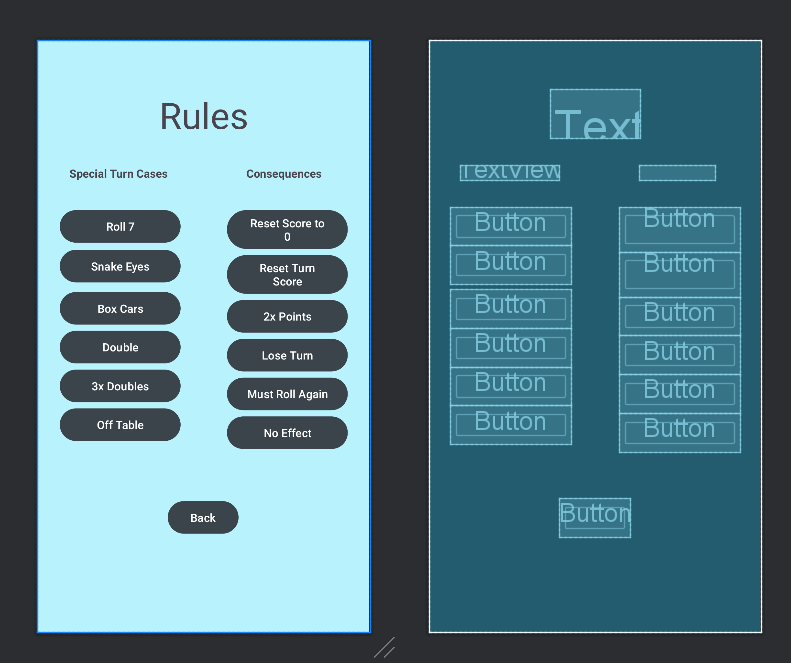 Rules
Special Turn Cases
Consequences
Roll 7
Snake Eyes
Box Cars
Double
3x Doubles
Off Table
Reset Score to
0
Reset Turn
Score
2x Points
Lose Turn
Must Roll Again
No Effect
Back
Text
TextView
Button
Button
Button
Button
Button
Button
Button
Button
Button
Button
Button
Button
Button